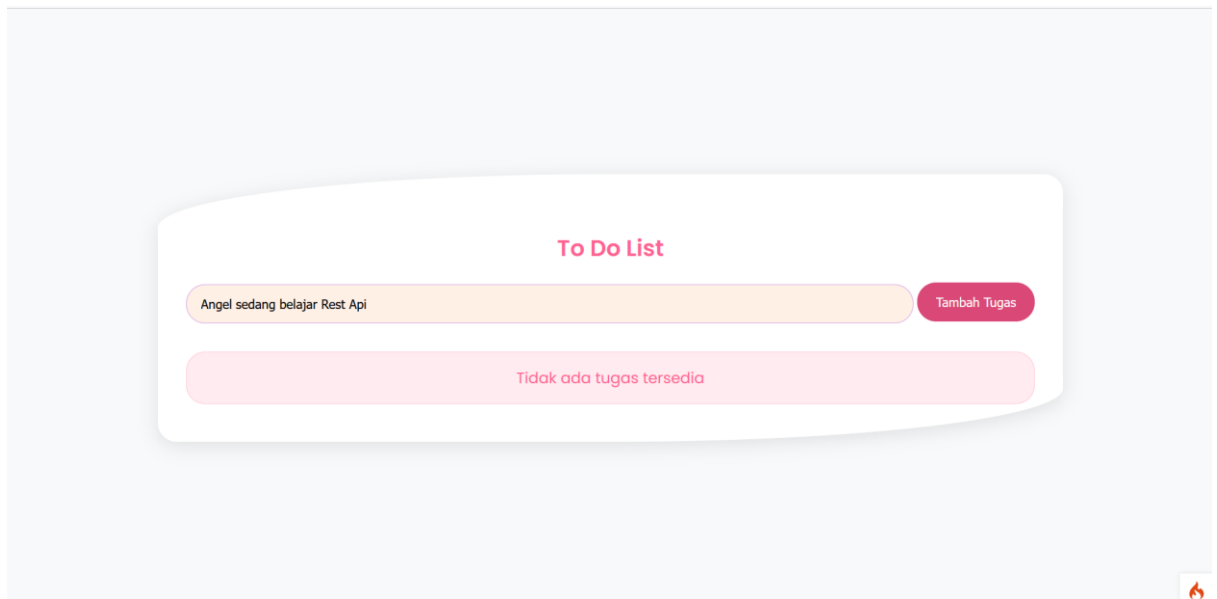 To Do List
Angel sedang belajar Rest Api
Tambah Tugas
Tidak ada tugas tersedia